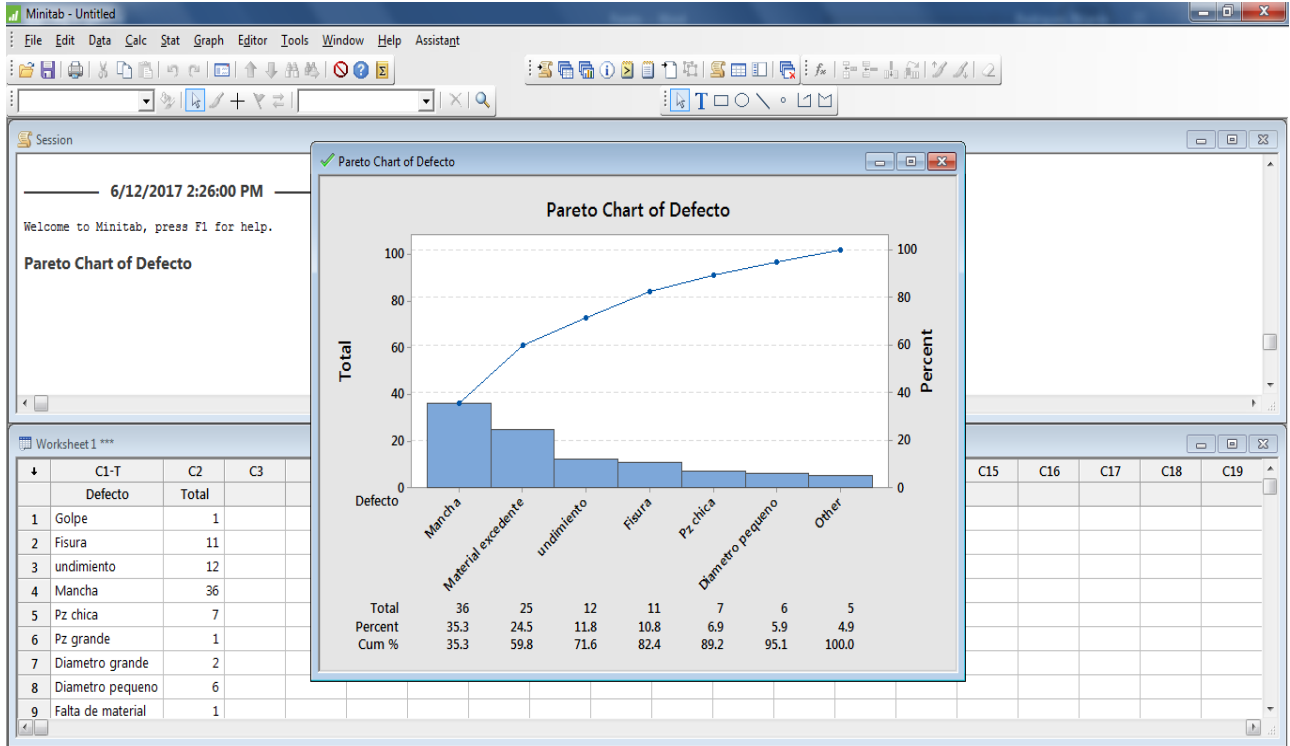 Minitab - Untitled
File Edit Data Calc Stat Graph Editor Tools Window Help Assistant
Session
6/12/2017 2:26:00 PM
Welcome to Minitab, press F1 for help.
Pareto Chart of Defecto
Pareto Chart of Defecto
Pareto Chart of Defecto
Total
100
80
60
40
20
0
Percent
100
80
60
40
20
0
Defecto
Mancha
Material excedente
undimiento
Fisura
Pz chica
Diametro pequeno
Other
Total 36 25 12 11 7 6 5
Percent 35.3 24.5 11.8 10.8 6.9 5.9 4.9
Cum % 35.3 59.8 71.6 82.4 89.2 95.1 100.0
Worksheet 1 ***
C1-T C2 C3 C15 C16 C17 C18 C19
Defecto Total
1 Golpe 1
2 Fisura 11
3 undimiento 12
4 Mancha 36
5 Pz chica 7
6 Pz grande 1
7 Diametro grande 2
8 Diametro pequeno 6
9 Falta de material 1